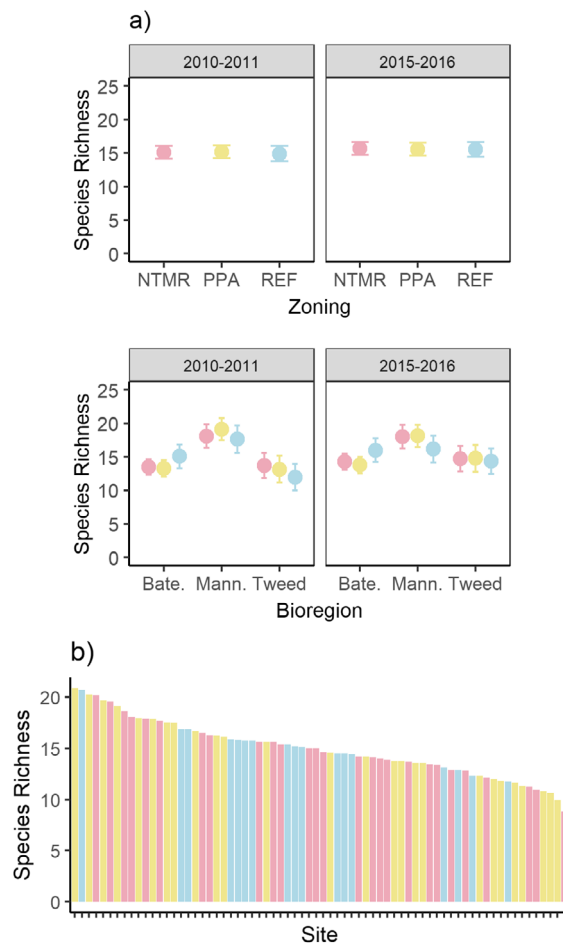 a)
2010-2011 2015-2016
Species Richness
25
20
15
10
5
0
NTMR PPA REF NTMR PPA REF
Zoning
2010-2011 2015-2016
Species Richness
25
20
15
10
5
0
Bate. Mann. Tweed Bate. Mann. Tweed
Bioregion
b)
Species Richness
20
15
10
5
0
Site